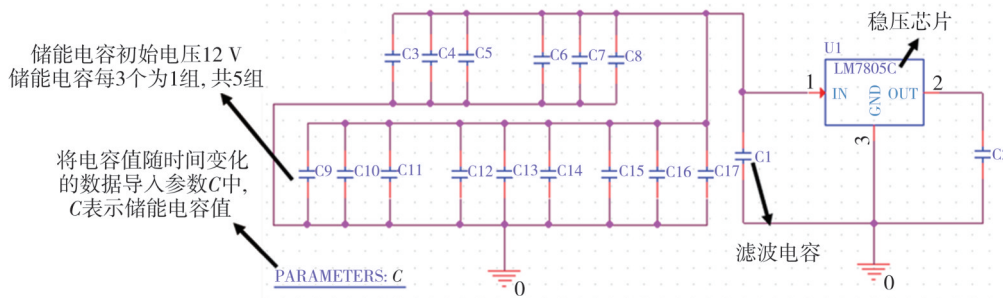 储能电容初始电压12 V
储能电容每3个为1组, 共5组
将电容值随时间变化
的数据导入参数C中,
C表示储能电容值
PARAMETERS: C
C3
C4
C5
C6
C7
C8
C9
C10
C11
C12
C13
C14
C15
C16
C17
0
C1
滤波电容
稳压芯片
U1
LM7805C
1
IN
GND
OUT
2
3
0